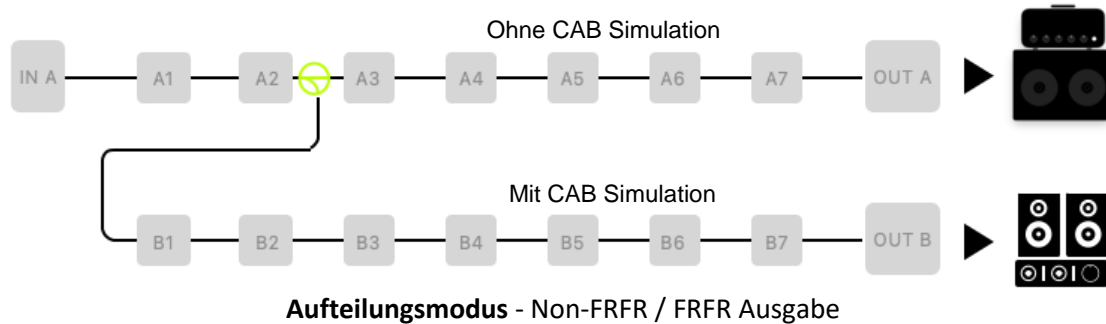 Ohne CAB Simulation
IN A A1 A2 A3 A4 A5 A6 A7 OUT A
Mit CAB Simulation
B1 B2 B3 B4 B5 B6 B7 OUT B
Aufteilungsmodus - Non-FRFR / FRFR Ausgabe